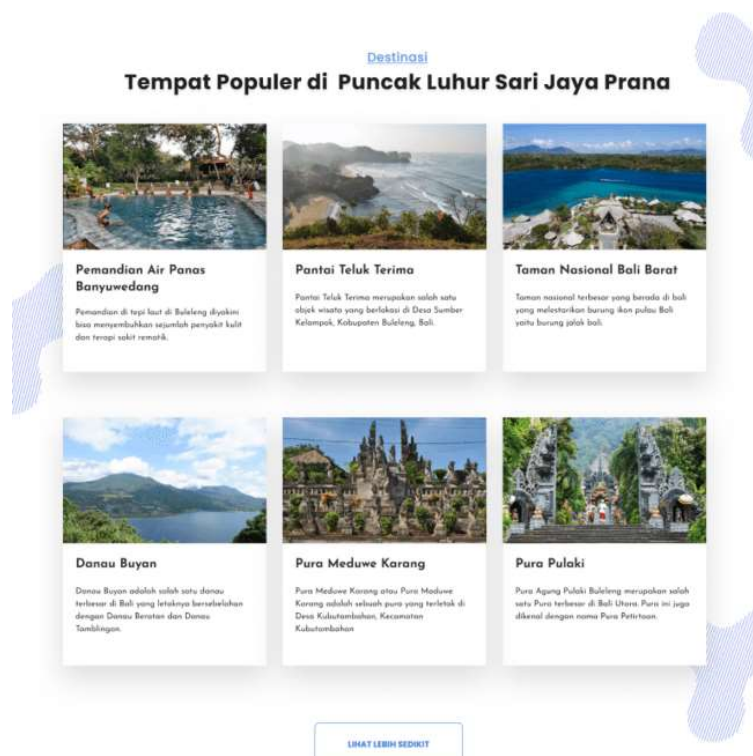 Destinasi
Tempat Populer di Puncak Luhur Sari Jaya Prana
Pemandian Air Panas
Banyuwedang
Pemandian di tepi laut di Buleleng diyakini
bisa menyembuhkan sejumlah penyakit kulit
dan terapi sakit rematik.
Pantai Teluk Terima
Pantai Teluk Terima merupakan salah satu
objek wisata yang berlokasi di Desa Sumber
Kelampok, Kabupaten Buleleng, Bali.
Taman Nasional Bali Barat
Taman nasional terbesar yang berada di bali
yang melestarikan burung ikon pulau Bali
yaitu burung jalak bali.
Danau Buyan
Danau Buyan adalah salah satu danau
terbesar di Bali yang letaknya bersebelahan
dengan Danau Beratan dan Danau
Tamblingan.
Pura Meduwe Karang
Pura Meduwe Karang atau Pura Maduwe
Karang adalah sebuah pura yang terletak di
Desa Kubutambahan, Kecamatan
Kubutambahan
Pura Pulaki
Pura Agung Pulaki Buleleng merupakan salah
satu Pura terbesar di Bali Utara. Pura ini juga
dikenal dengan nama Pura Petirtaan.
LIHAT LEBIH SEDIKIT